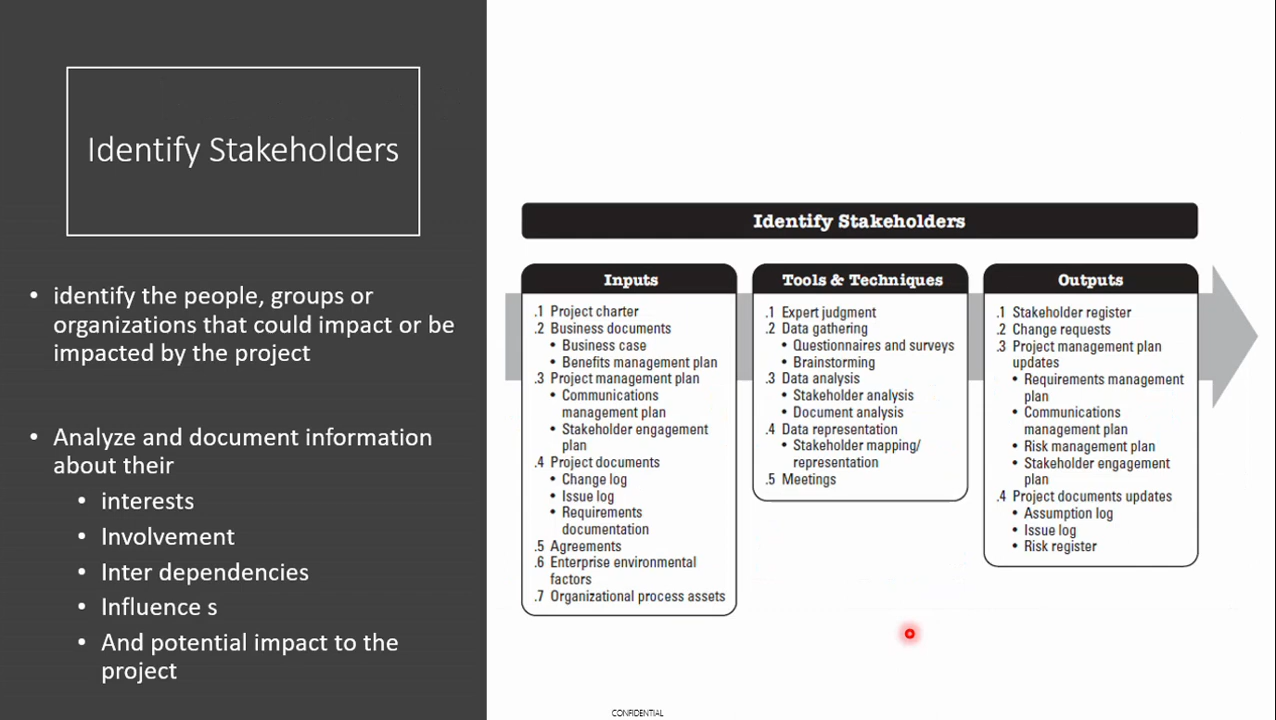 Identify Stakeholders
• identify the people, groups or
organizations that could impact or be
impacted by the project
• Analyze and document information
about their
• interests
• Involvement
• Inter dependencies
• Influence s
• And potential impact to the
project
Identify Stakeholders
Inputs
.1 Project charter
.2 Business documents
• Business case
• Benefits management plan
.3 Project management plan
• Communications
management plan
• Stakeholder engagement
plan
.4 Project documents
• Change log
• Issue log
• Requirements
documentation
.5 Agreements
.6 Enterprise environmental
factors
.7 Organizational process assets
Tools & Techniques
.1 Expert judgment
.2 Data gathering
• Questionnaires and surveys
• Brainstorming
.3 Data analysis
• Stakeholder analysis
• Document analysis
.4 Data representation
• Stakeholder mapping/
representation
.5 Meetings
Outputs
.1 Stakeholder register
.2 Change requests
.3 Project management plan
updates
• Requirements management
plan
• Communications
management plan
• Risk management plan
• Stakeholder engagement
plan
.4 Project documents updates
• Assumption log
• Issue log
• Risk register
CONFIDENTIAL